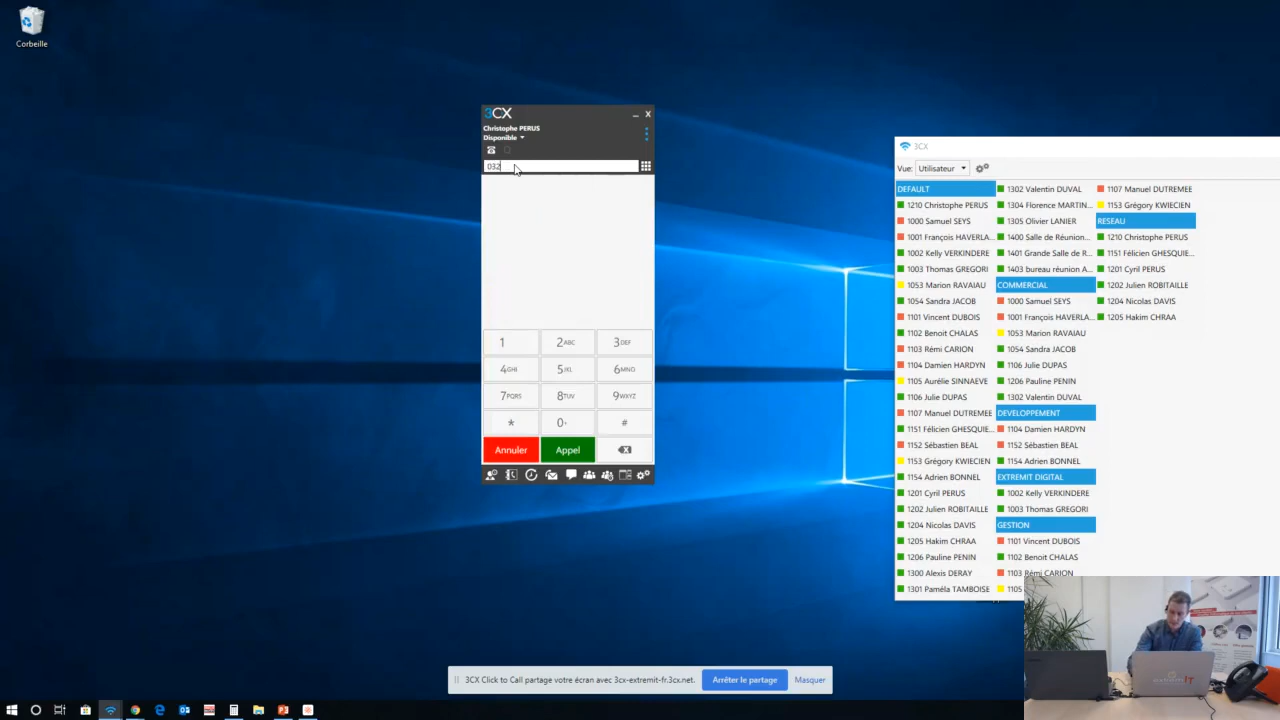 Corbeille
3CX
Christophe PERUS
Disponible
032
1
2ABC
3DEF
4GHI
5JKL
6MNO
7PQRS
8TUV
9WXYZ
*
0+
#
Annuler
Appel
3CX
Vue: Utilisateur
DEFAULT
1210 Christophe PERUS
1000 Samuel SEYS
1001 François HAVERLA...
1002 Kelly VERKINDERE
1003 Thomas GREGORI
1053 Marion RAVAIAU
1054 Sandra JACOB
1101 Vincent DUBOIS
1102 Benoit CHALAS
1103 Rémi CARION
1104 Damien HARDYN
1105 Aurélie SINNAEVE
1106 Julie DUPAS
1107 Manuel DUTREMEE
1151 Félicien GHESQUIE...
1152 Sébastien BEAL
1153 Grégory KWIECIEN
1154 Adrien BONNEL
1201 Cyril PERUS
1202 Julien ROBITAILLE
1204 Nicolas DAVIS
1205 Hakim CHRAA
1206 Pauline PENIN
1300 Alexis DERAY
1301 Paméla TAMBOISE
1302 Valentin DUVAL
1304 Florence MARTIN...
1305 Olivier LANIER
1400 Salle de Réunion...
1401 Grande Salle de R...
1403 bureau réunion A...
COMMERCIAL
1000 Samuel SEYS
1001 François HAVERLA...
1053 Marion RAVAIAU
1054 Sandra JACOB
1106 Julie DUPAS
1206 Pauline PENIN
1302 Valentin DUVAL
DEVELOPPEMENT
1104 Damien HARDYN
1152 Sébastien BEAL
1154 Adrien BONNEL
EXTREMIT DIGITAL
1002 Kelly VERKINDERE
1003 Thomas GREGORI
GESTION
1101 Vincent DUBOIS
1102 Benoit CHALAS
1103 Rémi CARION
1105
1107 Manuel DUTREMEE
1153 Grégory KWIECIEN
RESEAU
1210 Christophe PERUS
1151 Félicien GHESQUIE...
1201 Cyril PERUS
1202 Julien ROBITAILLE
1204 Nicolas DAVIS
1205 Hakim CHRAA
3CX Click to Call partage votre écran avec 3cx-extremit-fr.3cx.net.
Arrêter le partage
Masquer